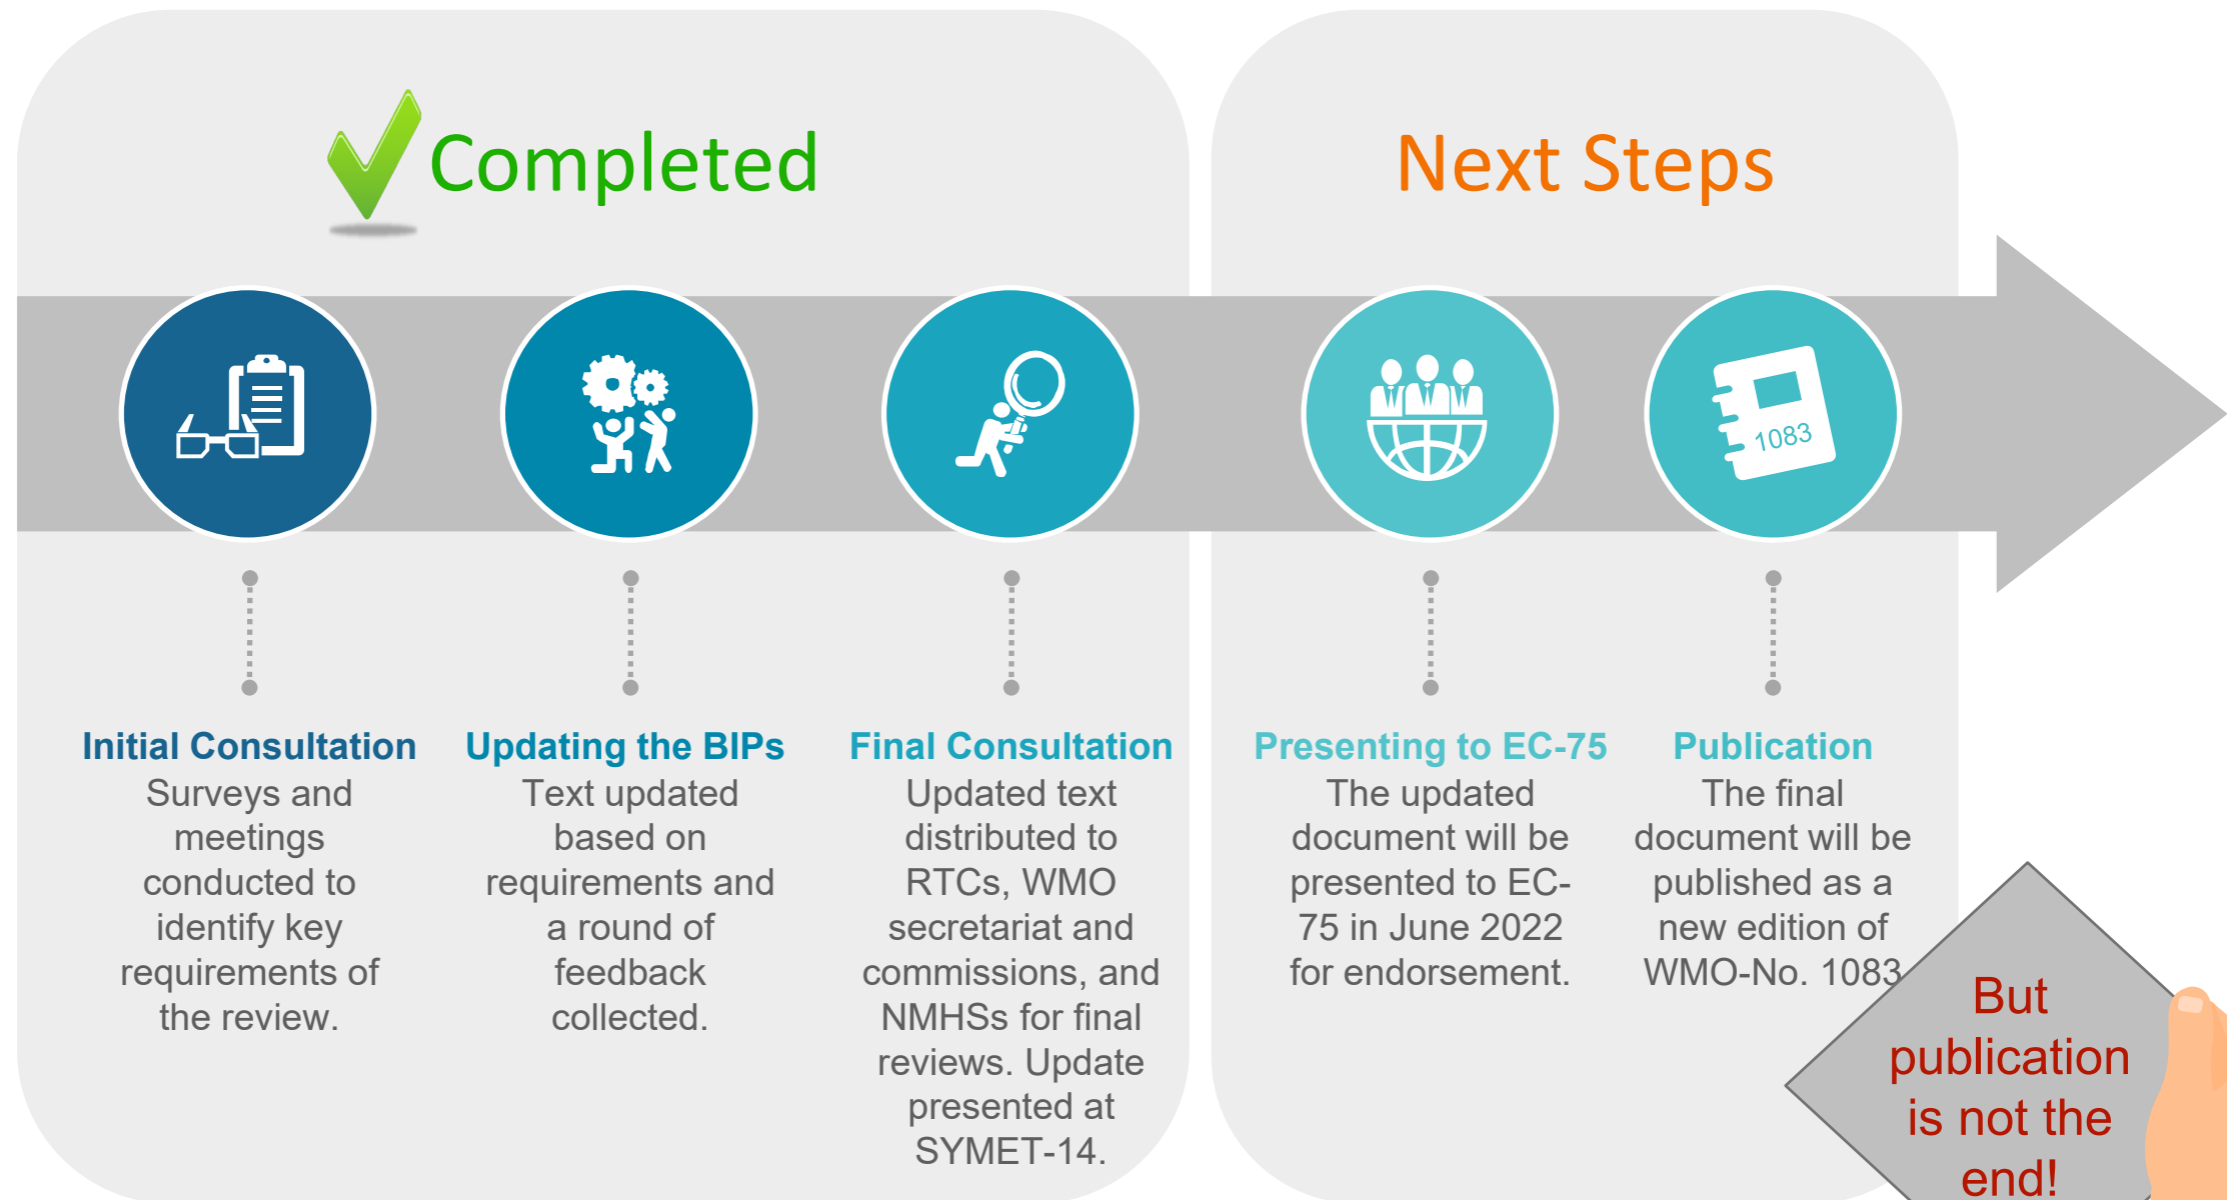 Completed
Next Steps
1083
Initial Consultation
Surveys and
meetings
conducted to
identify key
requirements of
the review.
Updating the BIPs
Text updated
based on
requirements and
a round of
feedback
collected.
Final Consultation
Updated text
distributed to
RTCs, WMO
secretariat and
commissions, and
NMHSs for final
reviews. Update
presented at
SYMET-14.
Presenting to EC-75
The updated
document will be
presented to EC-
75 in June 2022
for endorsement.
Publication
The final
document will be
published as a
new edition of
WMO-No. 1083
But
publication
is not the
end!